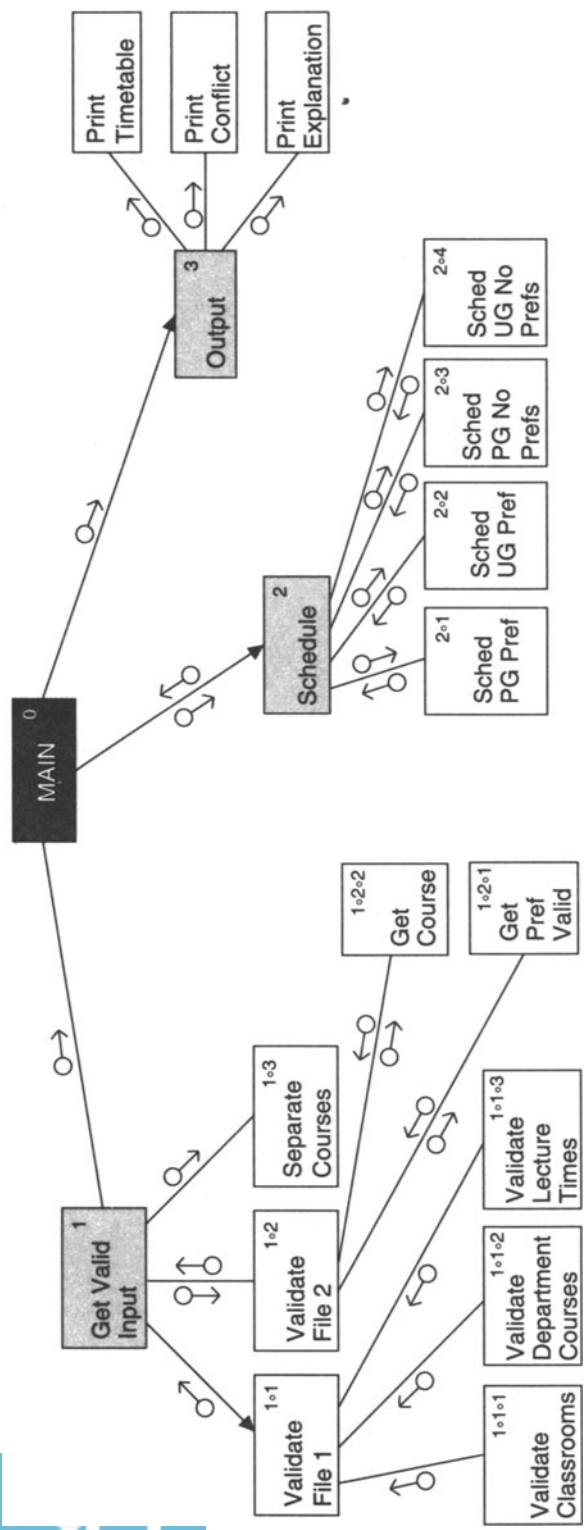 MAIN
0
Get Valid
Input
1
Schedule
2
Output
3
Validate
File 1
1∘1
Validate
File 2
1∘2
Separate
Courses
1∘3
Validate
Classrooms
1∘1∘1
Validate
Department
Courses
1∘1∘2
Validate
Lecture
Times
1∘1∘3
Get
Pref
Valid
1∘2∘1
Get
Course
1∘2∘2
Sched
PG Pref
2∘1
Sched
UG Pref
2∘2
Sched
PG No
Prefs
2∘3
Sched
UG No
Prefs
2∘4
Print
Timetable
Print
Conflict
Print
Explanation